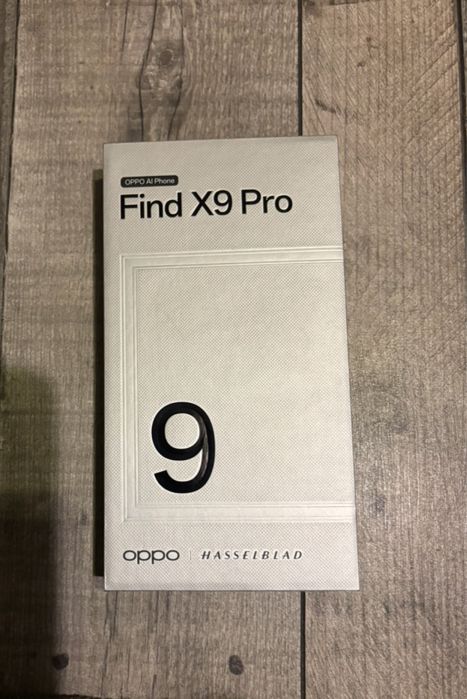 OPPO AI Phone
Find X9 Pro
9
oppo | HASSELBLAD